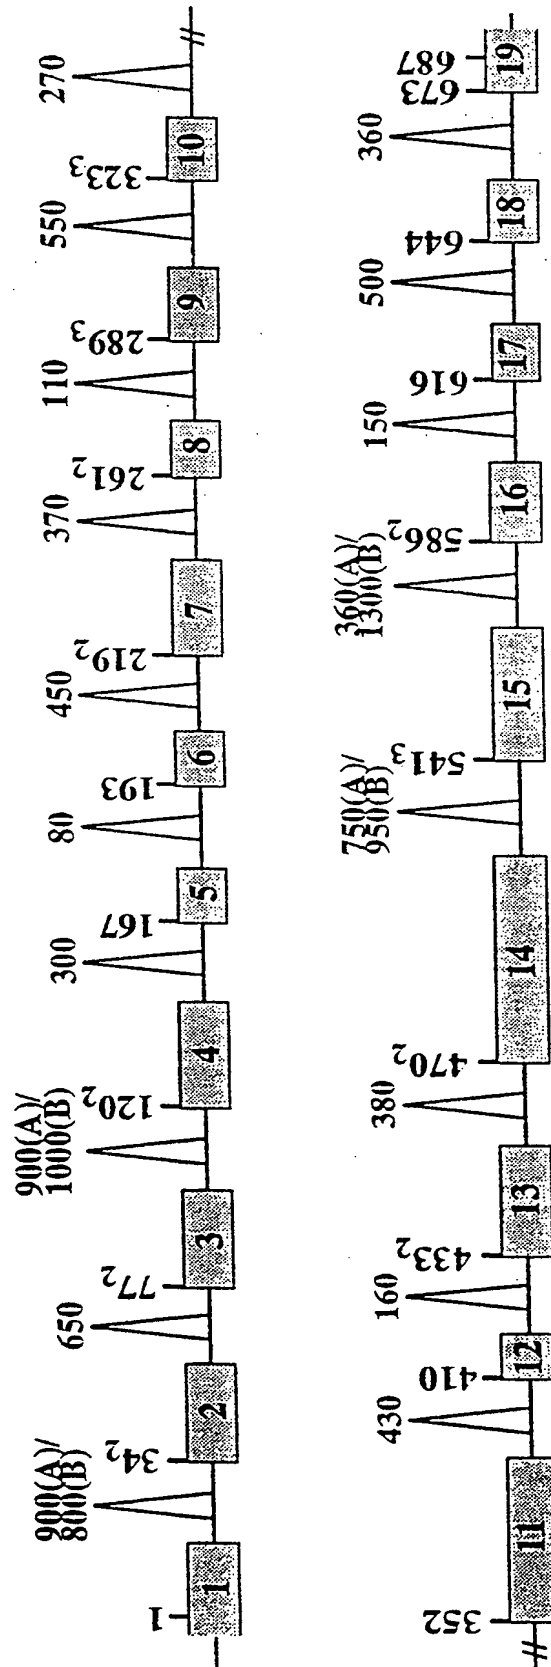 900(A)/ 900(A)/
800(B) 650 1000(B) 300 80 450 370 110 550 270
1 34₂ 77₂ 120₂ 167 193 219₂ 261₂ 289₃ 323₃
1 2 3 4 5 6 7 8 9 10
750(A)/ 360(A)/
430 160 380 950(B) 1300(B) 150 500 360
352 410 433₂ 470₂ 541₃ 586₂ 616 644 673 687
11 12 13 14 15 16 17 18 19